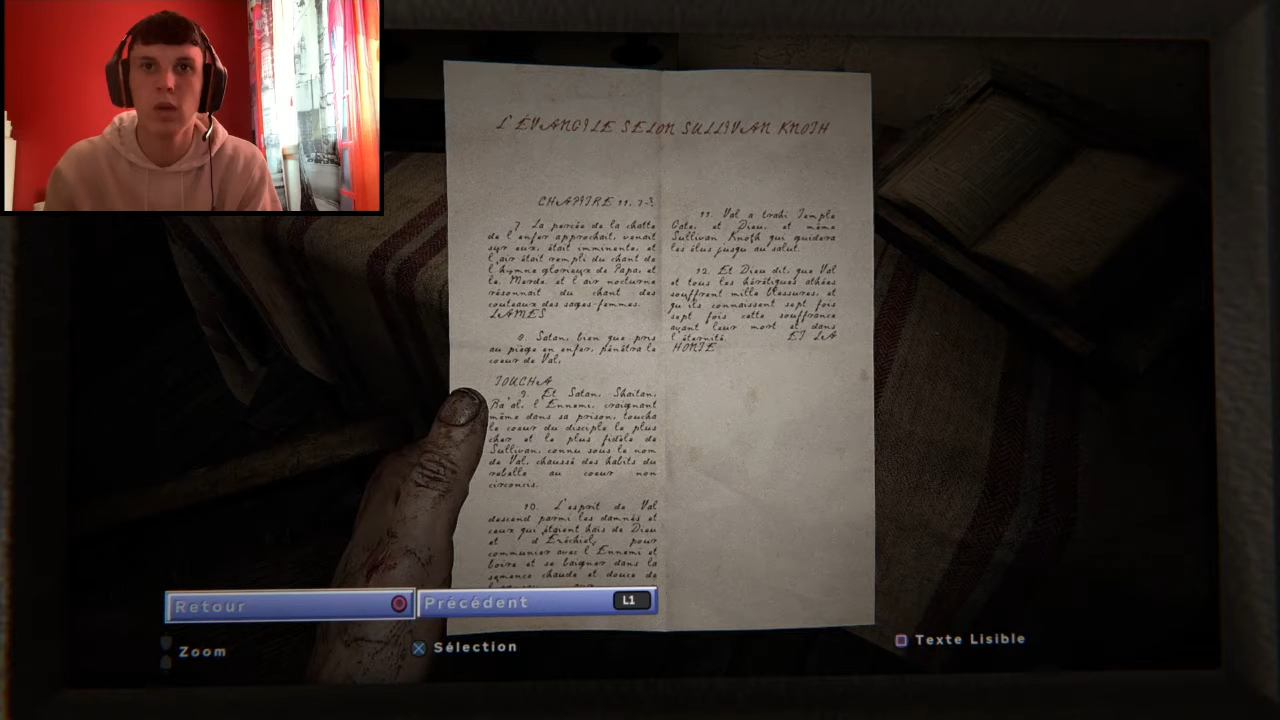 L'ÉVANGILE SELON SULLIVAN KNOTH
CHAPITRE 11. 7-
7 La percée de la chatte
de l'enfer approchait, venait
sur eux, était imminente, et
l'air était rempli du chant de
l'hymne glorieux de Papa, et
le Merde et l'air nocturne
résonnait du chant des
couteaux des sages-femmes.
LAMES
8. Satan, bien que pris
au piège en enfer, pénétra le
coeur de Val,
TOUCHA
9. Et Satan, Shaitan,
Ba'al, l'Ennemi, craignant
même dans sa prison, toucha
le coeur du disciple le plus
cher et le plus fidèle de
Sullivan, connu sous le nom
de Val, chaussé des habits du
rebelle au coeur non
circoncis.
10. L'esprit de Val
descend parmi les damnés et
ceux qui étaient haïs de Dieu
et d'Ezéchiel, pour
communier avec l'Ennemi et
boire et se baigner dans la
semence chaude et douce de
11. Val a trahi Temple
Gate, et Dieu, et même
Sullivan Knoth qui guidera
les élus jusqu'au salut.
12. Et Dieu dit, que Val
et tous les hérétiques athées
souffrent mille blessures, et
qu'ils connaissent sept fois
sept fois cette souffrance
avant leur mort et dans
l'éternité. ET LA
HONTE
Retour
Précédent L1
Zoom
Sélection
Texte Lisible